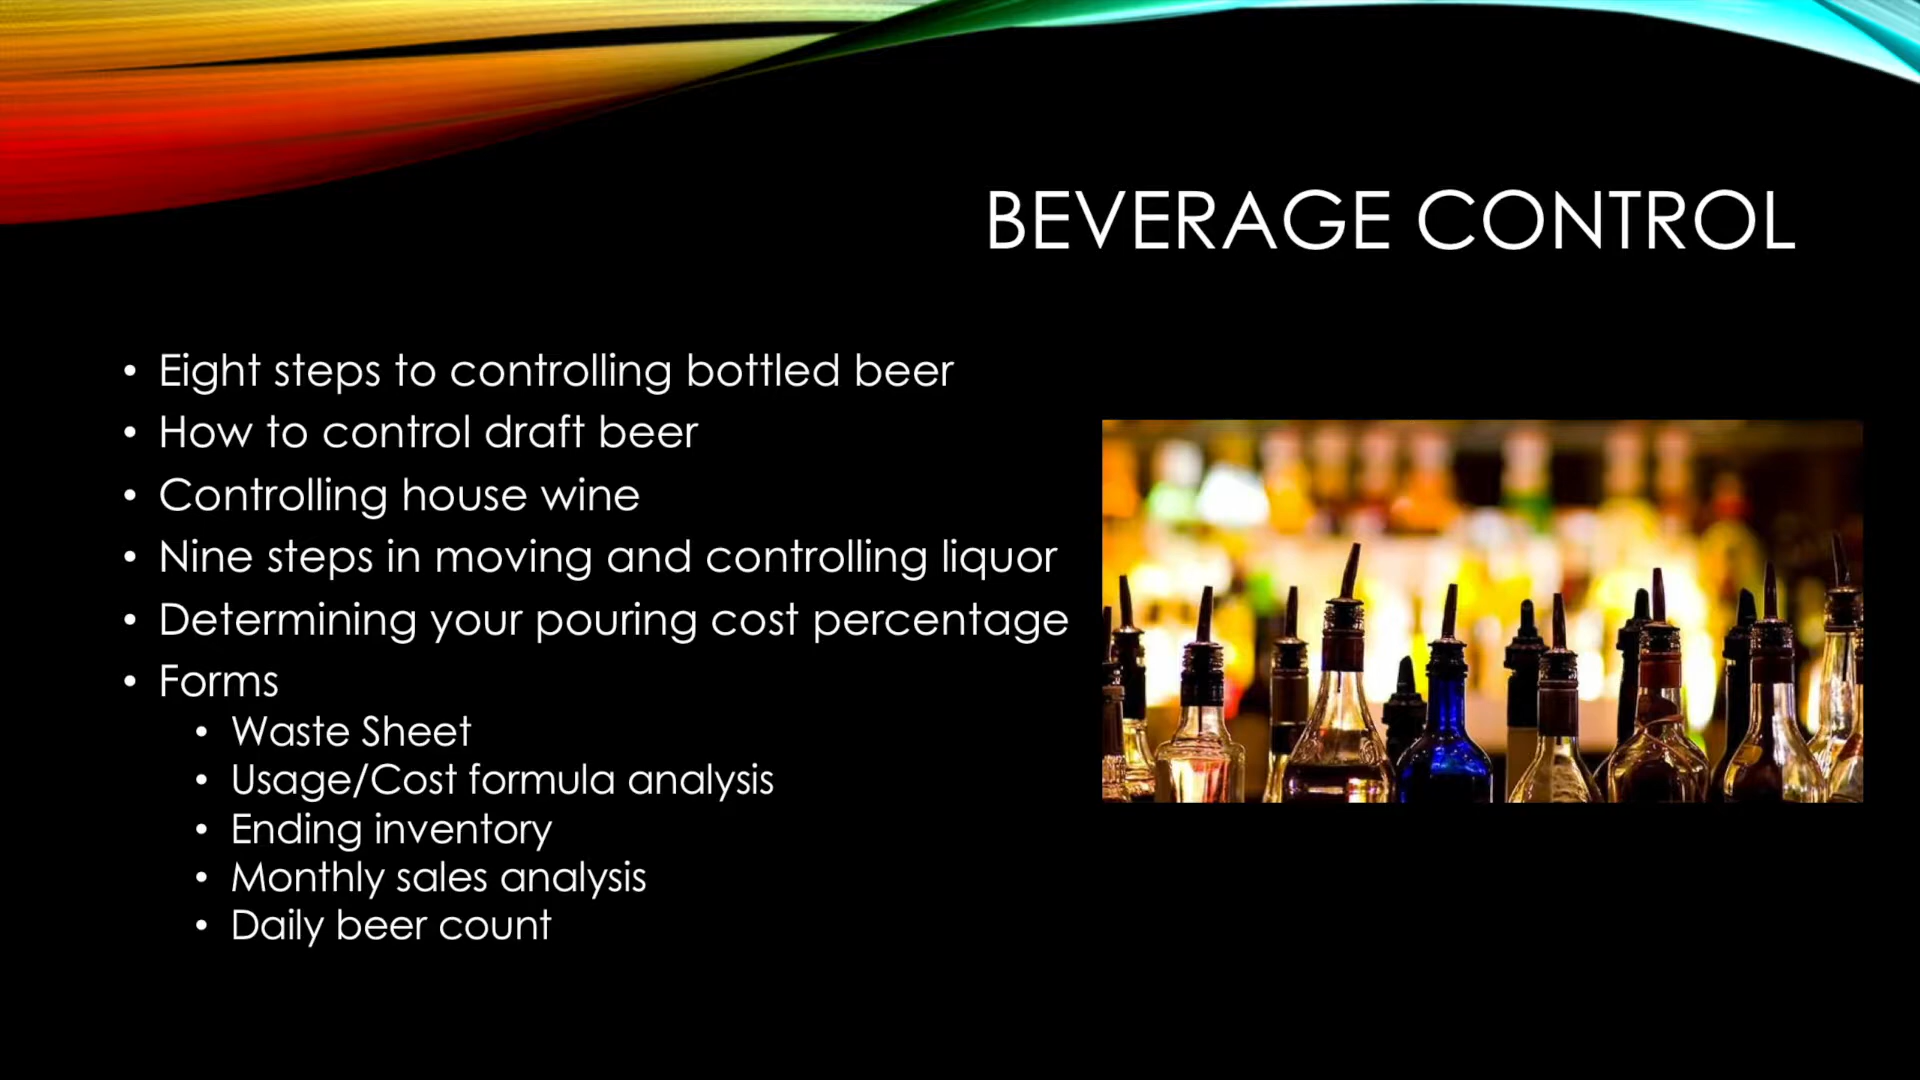 BEVERAGE CONTROL
• Eight steps to controlling bottled beer
• How to control draft beer
• Controlling house wine
• Nine steps in moving and controlling liquor
• Determining your pouring cost percentage
• Forms
• Waste Sheet
• Usage/Cost formula analysis
• Ending inventory
• Monthly sales analysis
• Daily beer count